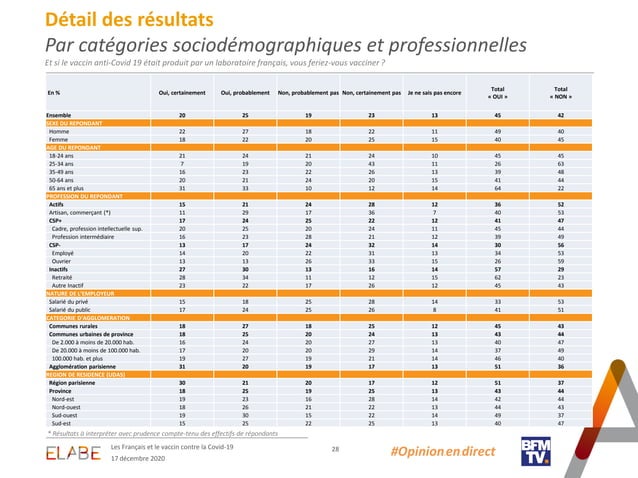 Détail des résultats
Par catégories sociodémographiques et professionnelles
Et si le vaccin anti-Covid 19 était produit par un laboratoire français, vous feriez-vous vacciner ?
En % Oui, certainement Oui, probablement Non, probablement pas Non, certainement pas Je ne sais pas encore Total « OUI » Total « NON »
Ensemble 20 25 19 23 13 45 42
SEXE DU REPONDANT
Homme 22 27 18 22 11 49 40
Femme 18 22 20 25 15 40 45
AGE DU REPONDANT
18-24 ans 21 24 21 24 10 45 45
25-34 ans 7 19 20 43 11 26 63
35-49 ans 16 23 22 26 13 39 48
50-64 ans 20 21 24 20 15 41 44
65 ans et plus 31 33 10 12 14 64 22
PROFESSION DU REPONDANT
Actifs 15 21 24 28 12 36 52
Artisan, commerçant (*) 11 29 17 36 7 40 53
CSP+ 17 24 25 22 12 41 47
Cadre, profession intellectuelle sup. 20 25 20 24 11 45 44
Profession intermédiaire 16 23 28 21 12 39 49
CSP- 13 17 24 32 14 30 56
Employé 14 20 22 31 13 34 53
Ouvrier 13 13 26 33 15 26 59
Inactifs 27 30 13 16 14 57 29
Retraité 28 34 11 12 15 62 23
Autre Inactif 23 22 17 26 12 45 43
NATURE DE L'EMPLOYEUR
Salarié du privé 15 18 25 28 14 33 53
Salarié du public 17 24 25 26 8 41 51
CATEGORIE D'AGGLOMERATION
Communes rurales 18 27 18 25 12 45 43
Communes urbaines de province 18 25 20 24 13 43 44
De 2.000 à moins de 20.000 hab. 16 24 20 27 13 40 47
De 20.000 à moins de 100.000 hab. 17 20 20 29 14 37 49
100.000 hab. et plus 19 27 19 21 14 46 40
Agglomération parisienne 31 20 19 17 13 51 36
REGION DE RESIDENCE (UDA5)
Région parisienne 30 21 20 17 12 51 37
Province 18 25 19 25 13 43 44
Nord-est 19 23 16 28 14 42 44
Nord-ouest 18 26 21 22 13 44 43
Sud-ouest 19 30 15 22 14 49 37
Sud-est 15 25 22 25 13 40 47
* Résultats à interpréter avec prudence compte-tenu des effectifs de répondants
ELABE
Les Français et le vaccin contre la Covid-19
17 décembre 2020
28
#Opinion en direct
BFM
TV.